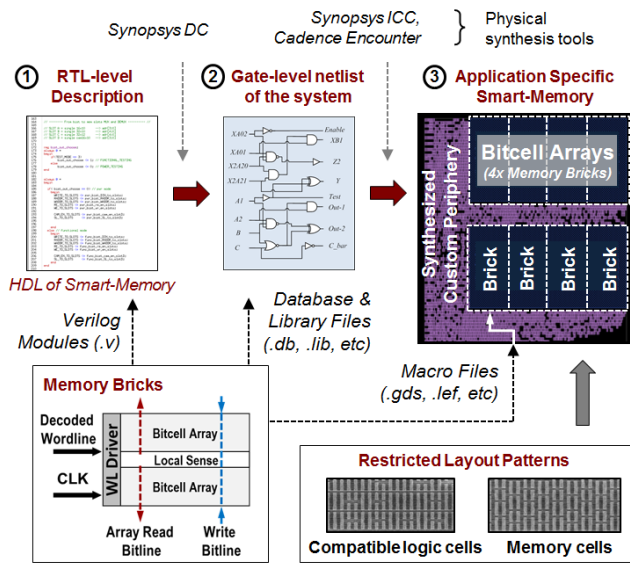 Synopsys DC
Synopsys ICC,
Cadence Encounter
Physical
synthesis tools
1
RTL-level
Description
2
Gate-level netlist
of the system
3
Application Specific
Smart-Memory
XA02
XA01
X2A20
X2A21
A1
A2
B
C
Enable
XB1
Z2
Y
Test
Out-1
Out-2
C_bar
Bitcell Arrays
(4x Memory Bricks)
Synthesized
Custom Periphery
Brick
Brick
Brick
Brick
HDL of Smart-Memory
Verilog
Modules (.v)
Database &
Library Files
(.db, .lib, etc)
Macro Files
(.gds, .lef, etc)
Memory Bricks
Decoded
Wordline
CLK
WL Driver
Bitcell Array
Local Sense
Bitcell Array
Array Read
Bitline
Write
Bitline
Restricted Layout Patterns
Compatible logic cells
Memory cells